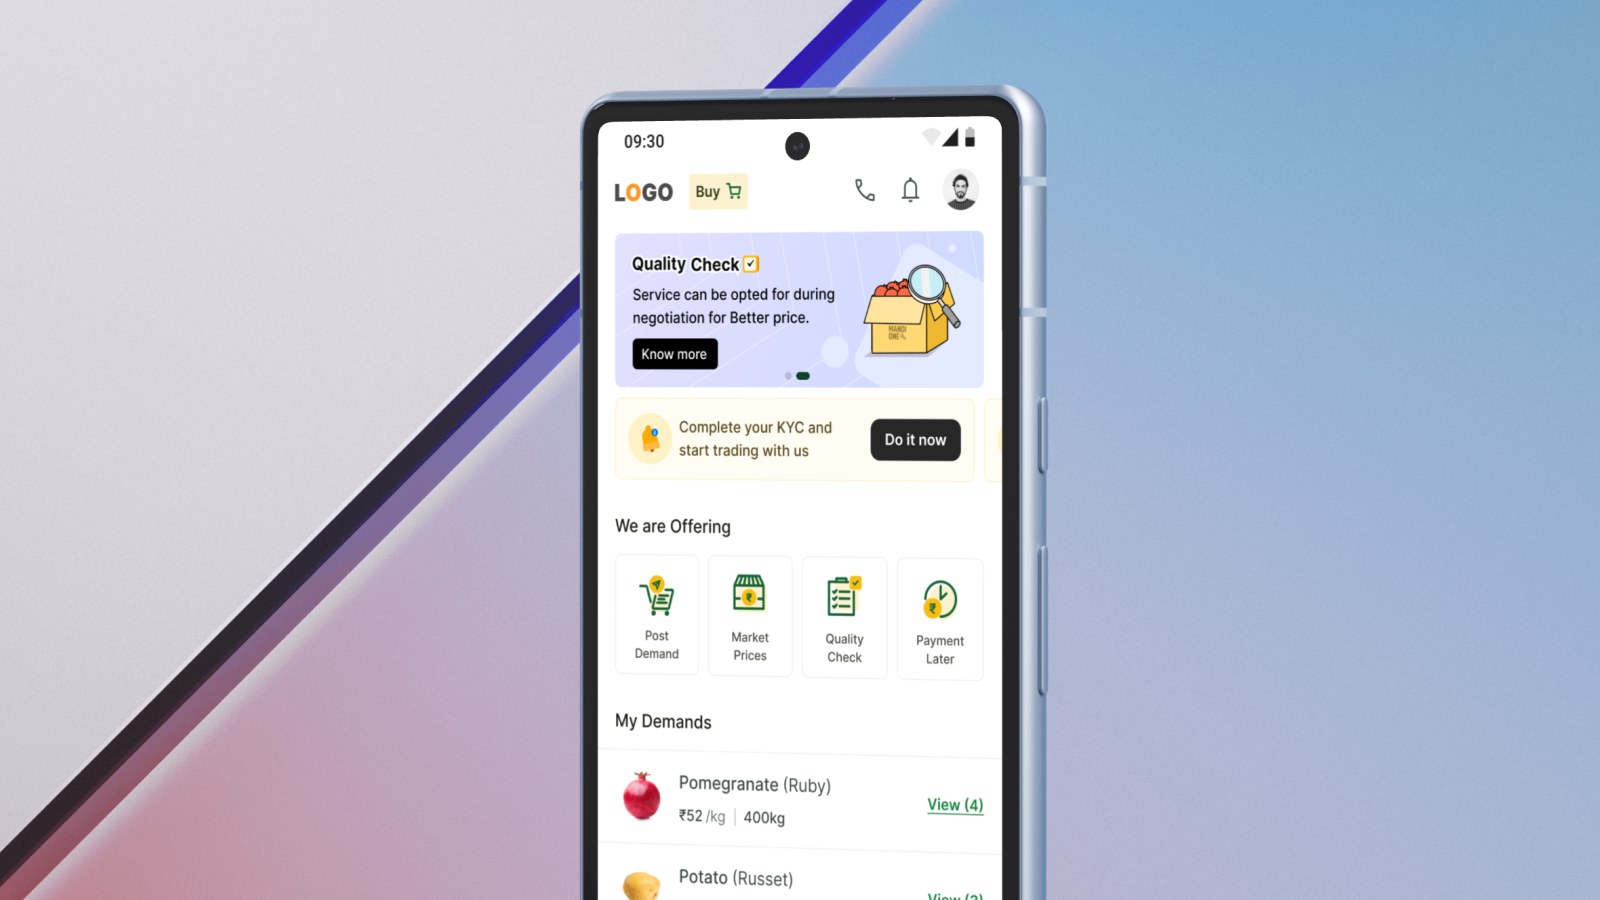 09:30
LOGO
Buy
Quality Check
Service can be opted for during
negotiation for Better price.
Know more
MANDI
ONE
Complete your KYC and
start trading with us
Do it now
We are Offering
Post
Demand
Market
Prices
Quality
Check
Payment
Later
My Demands
Pomegranate (Ruby)
₹52 /kg | 400kg
View (4)
Potato (Russet)